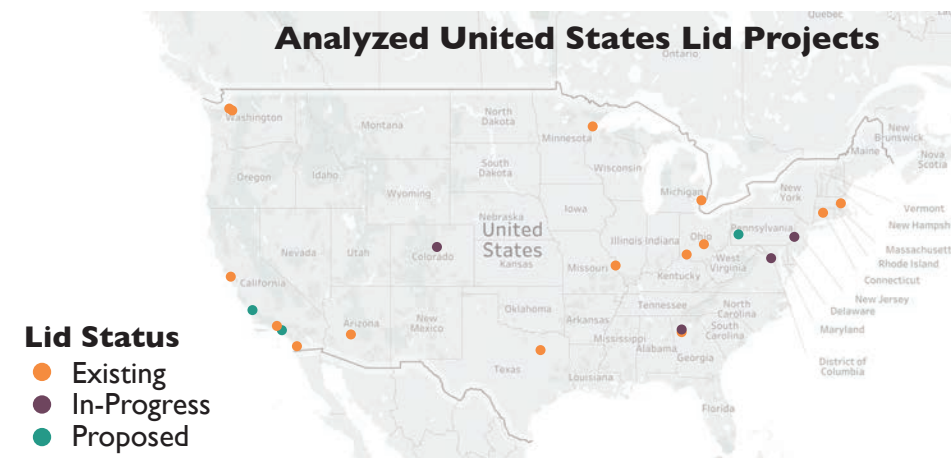 Analyzed United States Lid Projects
Quebec
Ontario
Washington
Montana
North
Dakota
Minnesota
New
Brunswick
Maine
Nova
Scotia
Oregon
Idaho
South
Dakota
Wisconsin
Michigan
New
York
Wyoming
Iowa
Vermont
Nebraska
United
States
Pennsylvania
New Hampsh
Nevada
Utah
Colorado
Kansas
Illinois
Indiana
Ohio
West
Virginia
Massachusett
Rhode Island
California
Missouri
Kentucky
Connecticut
New Jersey
Delaware
Maryland
Arizona
New
Mexico
Oklahoma
Arkansas
Tennessee
North
Carolina
South
Carolina
Mississippi
Alabama
Georgia
District of
Columbia
Texas
Louisiana
Florida
Lid Status
Existing
In-Progress
Proposed